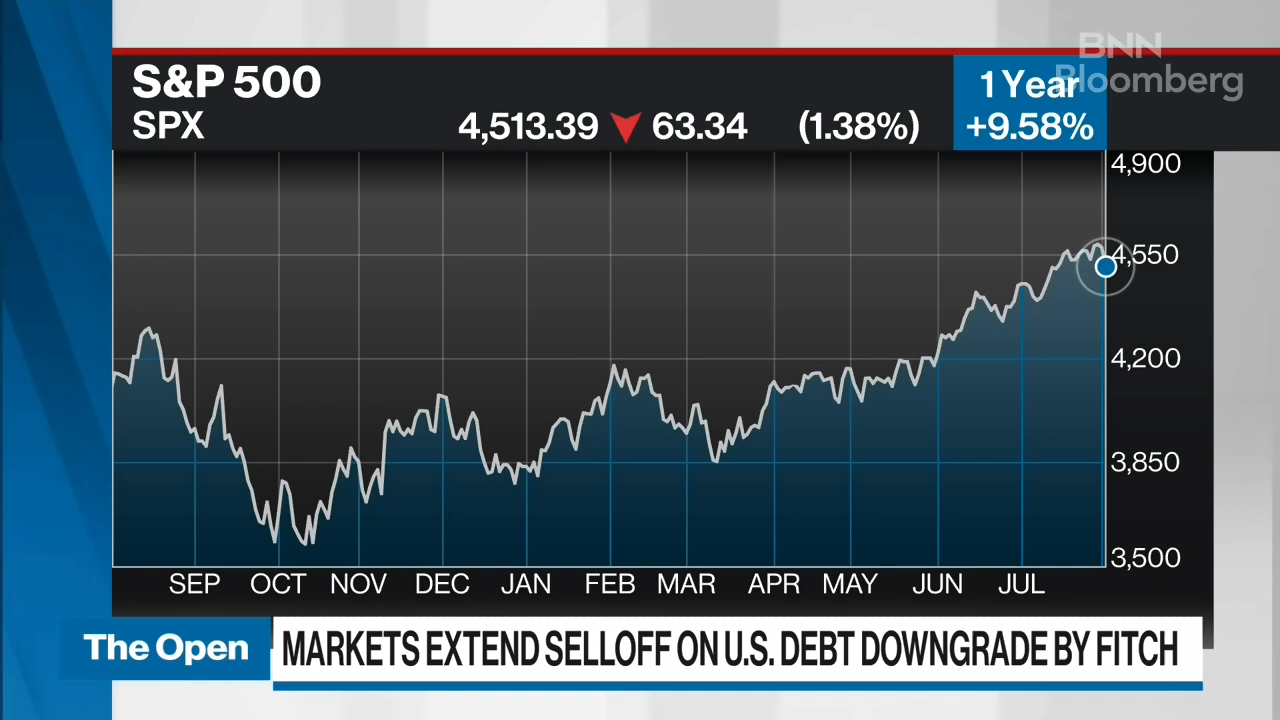 BNN
Bloomberg
S&P 500
SPX
4,513.39 ▼ 63.34 (1.38%)
1 Year
+9.58%
4,900
4,550
4,200
3,850
3,500
SEP OCT NOV DEC JAN FEB MAR APR MAY JUN JUL
The Open
MARKETS EXTEND SELLOFF ON U.S. DEBT DOWNGRADE BY FITCH